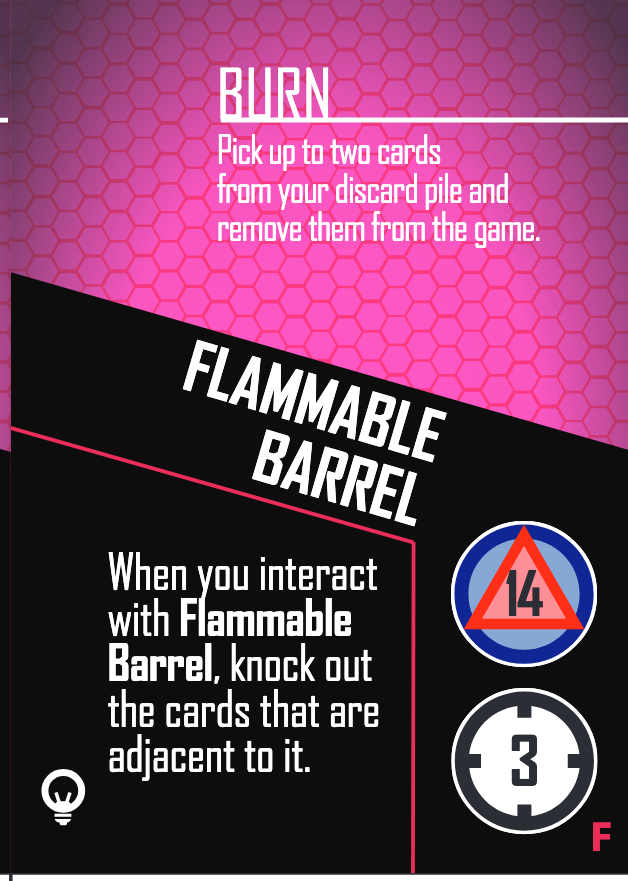 BURN
Pick up to two cards
from your discard pile and
remove them from the game.
FLAMMABLE
BARREL
When you interact
with Flammable
Barrel, knock out
the cards that are
adjacent to it.
14
3
F